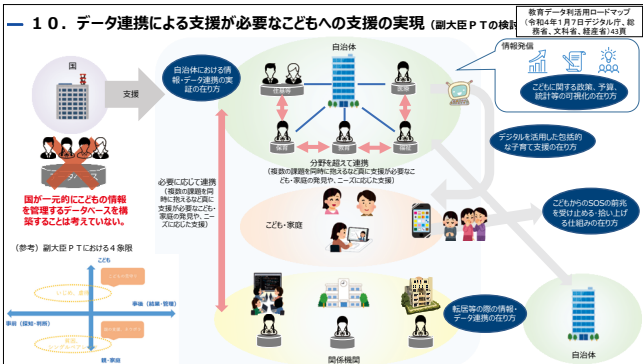 10．データ連携による支援が必要なこどもへの支援の実現（副大臣ＰＴの検討
教育データ利活用ロードマップ
（令和4年1月7日デジタル庁、総
務省、文科省、経産省）43頁
国
支援
自治体における情
報・データ連携の実
証の在り方
自治体
住基等
医療
保育
教育
福祉
分野を超えて連携
（複数の課題を同時に抱えるなど真に支援が必要なこ
ども・家庭の発見や、ニーズに応じた支援）
情報発信
こどもに関する政策、予算、
統計等の可視化の在り方
デジタルを活用した包括的
な子育て支援の在り方
国が一元的にこどもの情報
を管理するデータベースを構
築することは考えていない。
必要に応じて連携
（複数の課題を同
時に抱えるなど真に
支援が必要なこど
も・家庭の発見や、ニー
ズに応じた支援）
こども・家庭
こどもからのSOSの前兆
を受け止める・拾い上げ
る仕組みの在り方
（参考）副大臣ＰＴにおける４象限
こども
事前（探知・判断）
事後（結果・管理）
親・家庭
転居等の際の情報・
データ連携の在り方
関係機関
自治体